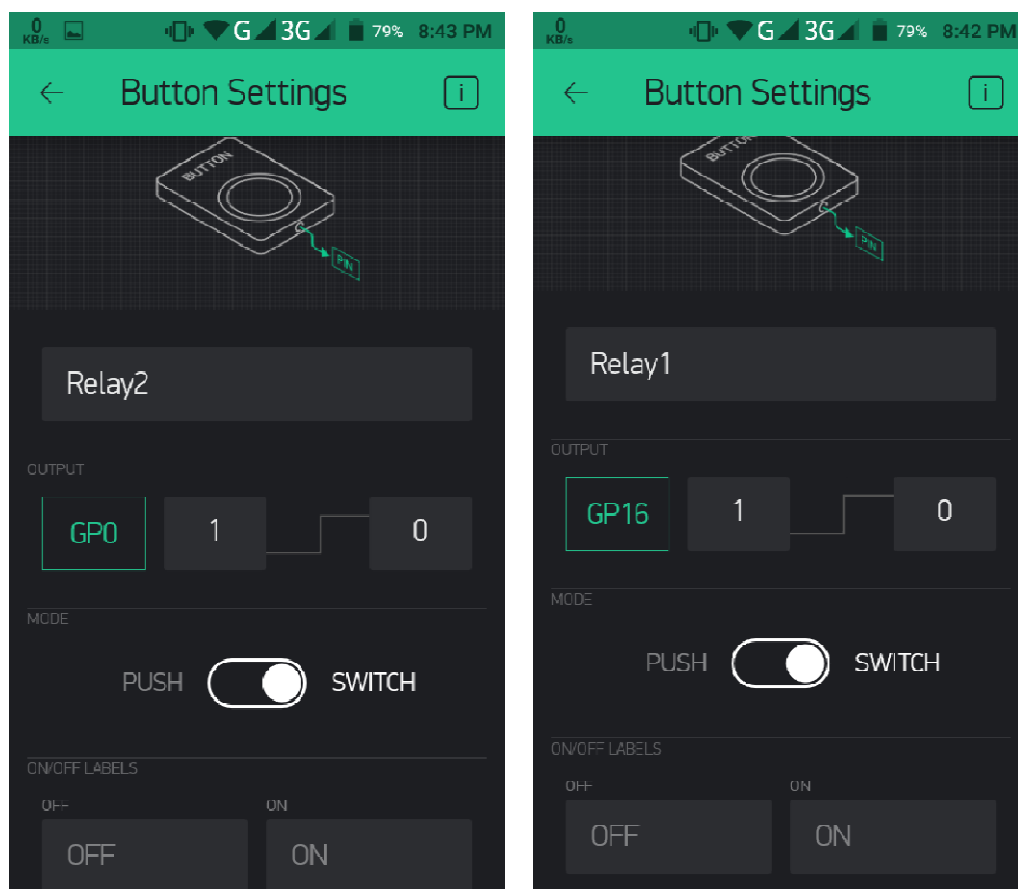 0 KB/s G 3G 79% 8:43 PM
Button Settings i
BUTTON
PIN
Relay2
OUTPUT
GP0 1 0
MODE
PUSH SWITCH
ON/OFF LABELS
OFF ON
OFF ON
0 KB/s G 3G 79% 8:42 PM
Button Settings i
BUTTON
PIN
Relay1
OUTPUT
GP16 1 0
MODE
PUSH SWITCH
ON/OFF LABELS
OFF ON
OFF ON